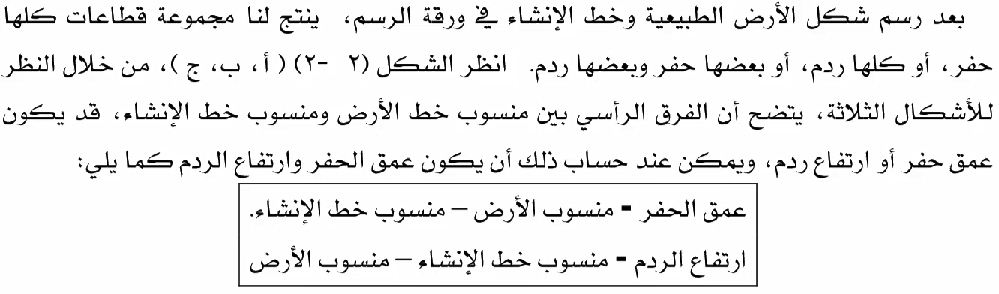 بعد رسم شكل الأرض الطبيعية وخط الإنشاء في ورقة الرسم، ينتج لنا مجموعة قطاعات كلها
حفر، أو كلها ردم، أو بعضها حفر وبعضها ردم. انظر الشكل (٢ -٢) ( أ، ب، ج )، من خلال النظر
للأشكال الثلاثة، يتضح أن الفرق الرأسي بين منسوب خط الأرض ومنسوب خط الإنشاء، قد يكون
عمق حفر أو ارتفاع ردم، ويمكن عند حساب ذلك أن يكون عمق الحفر وارتفاع الردم كما يلي:
عمق الحفر = منسوب الأرض – منسوب خط الإنشاء.
ارتفاع الردم = منسوب خط الإنشاء – منسوب الأرض